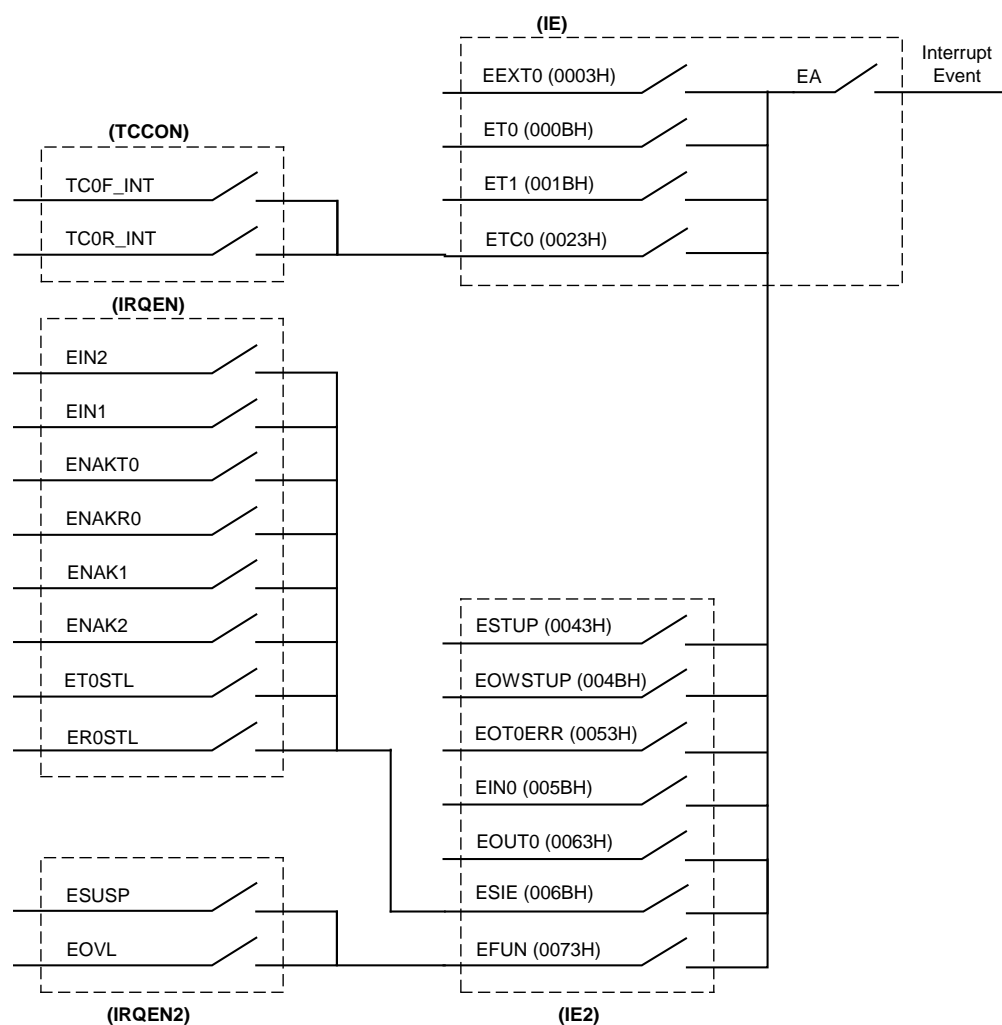 (IE)
EEXT0 (0003H)
EA
Interrupt
Event
ET0 (000BH)
(TCCON)
TC0F_INT
ET1 (001BH)
TC0R_INT
ETC0 (0023H)
(IRQEN)
EIN2
EIN1
ENAKT0
ENAKR0
ENAK1
ENAK2
ET0STL
ER0STL
ESTUP (0043H)
EOWSTUP (004BH)
EOT0ERR (0053H)
EIN0 (005BH)
EOUT0 (0063H)
ESIE (006BH)
EFUN (0073H)
ESUSP
EOVL
(IRQEN2)
(IE2)